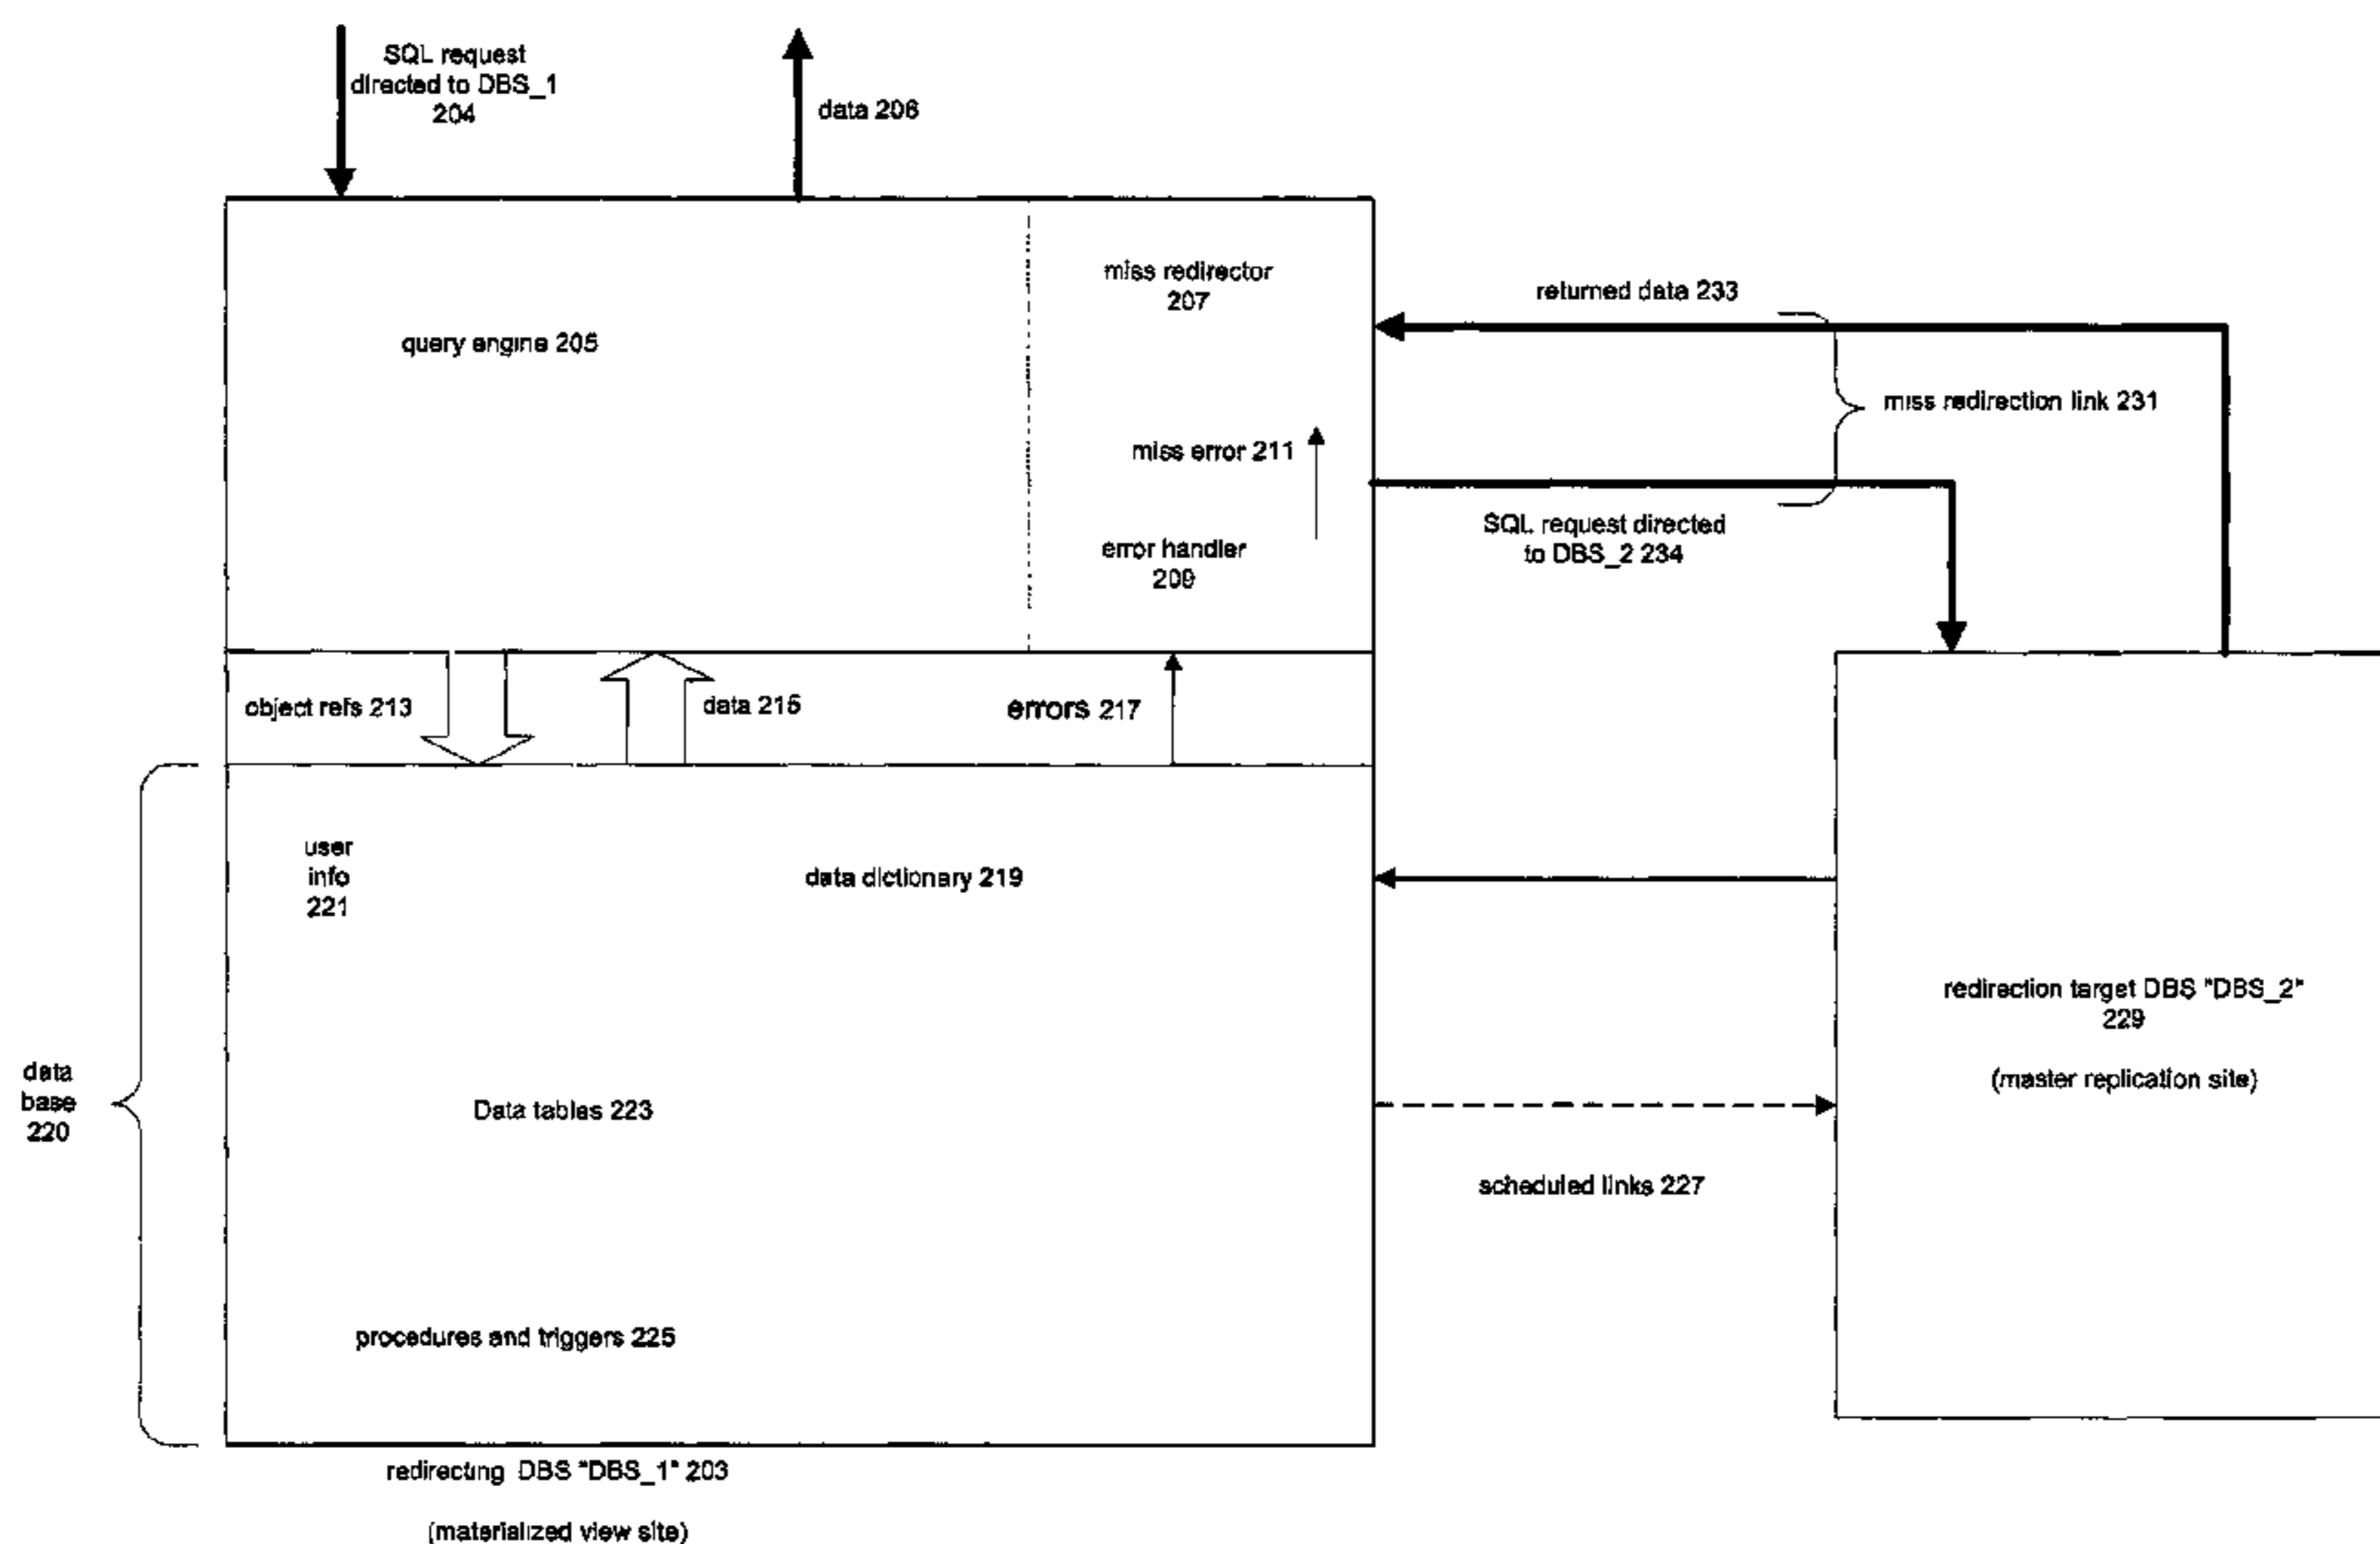 SQL request
directed to DBS_1
204
data 206
miss redirector
207
returned data 233
query engine 205
miss redirection link 231
miss error 211
SQL request directed
to DBS_2 234
error handler
209
object refs 213
data 215
errors 217
user
info
221
data dictionary 219
redirection target DBS "DBS_2"
229
(master replication site)
data
base
220
Data tables 223
scheduled links 227
procedures and triggers 225
redirecting DBS "DBS_1" 203
(materialized view site)